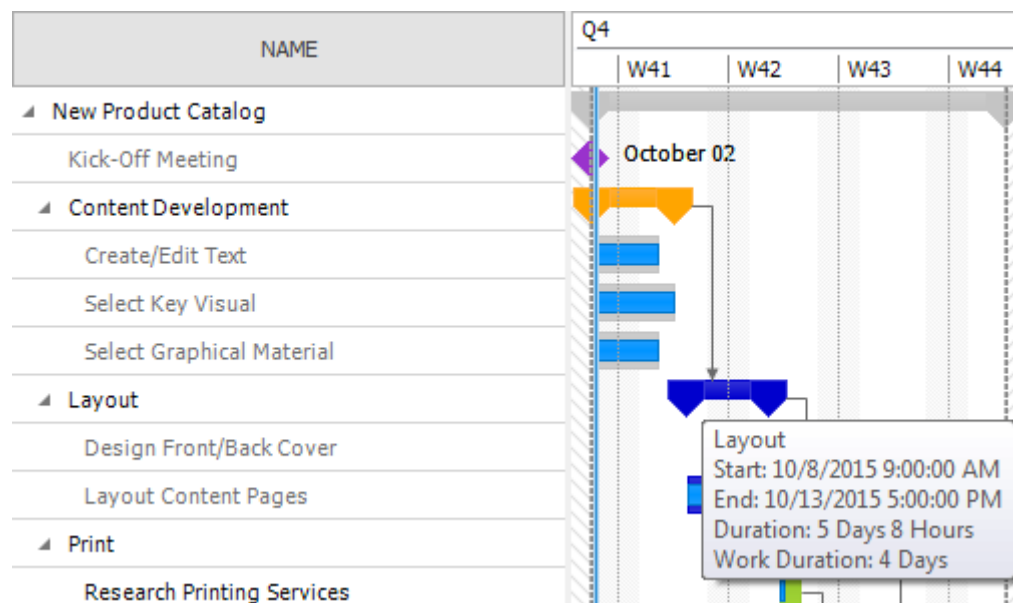 NAME
Q4
W41 W42 W43 W44
New Product Catalog
Kick-Off Meeting
October 02
Content Development
Create/Edit Text
Select Key Visual
Select Graphical Material
Layout
Design Front/Back Cover
Layout Content Pages
Print
Research Printing Services
Layout
Start: 10/8/2015 9:00:00 AM
End: 10/13/2015 5:00:00 PM
Duration: 5 Days 8 Hours
Work Duration: 4 Days